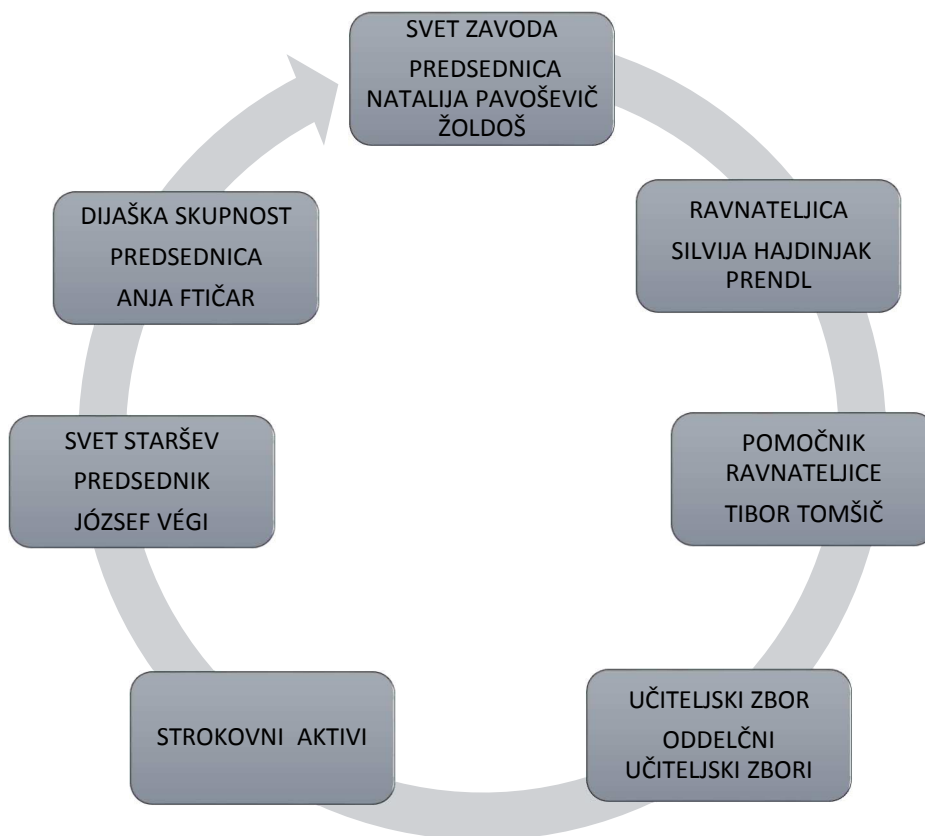 SVET ZAVODA
PREDSEDNICA
NATALIJA PAVOŠEVIČ
ŽOLDOŠ
RAVNATELJICA
SILVIJA HAJDINJAK
PRENDL
POMOČNIK
RAVNATELJICE
TIBOR TOMŠIČ
UČITELJSKI ZBOR
ODDELČNI
UČITELJSKI ZBORI
STROKOVNI AKTIVI
SVET STARŠEV
PREDSEDNIK
JÓZSEF VÉGI
DIJAŠKA SKUPNOST
PREDSEDNICA
ANJA FTIČAR